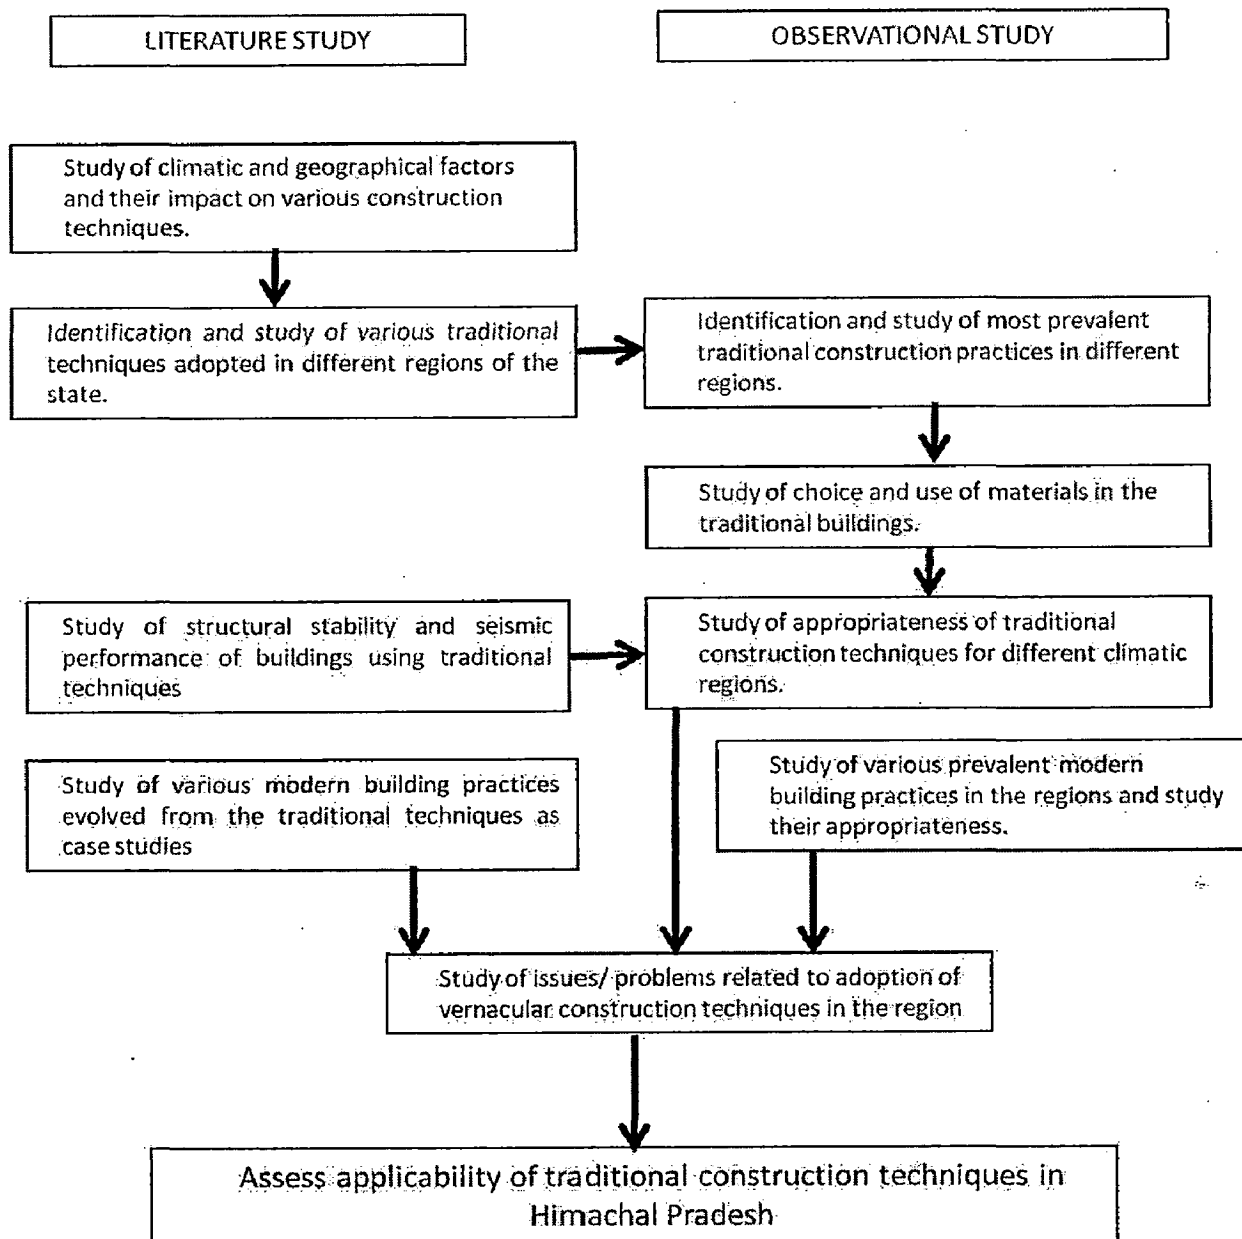 LITERATURE STUDY
OBSERVATIONAL STUDY
Study of climatic and geographical factors
and their impact on various construction
techniques.
Identification and study of various traditional
techniques adopted in different regions of the
state.
Identification and study of most prevalent
traditional construction practices in different
regions.
Study of choice and use of materials in the
traditional buildings.
Study of structural stability and seismic
performance of buildings using traditional
techniques
Study of appropriateness of traditional
construction techniques for different climatic
regions.
Study of various modern building practices
evolved from the traditional techniques as
case studies
Study of various prevalent modern
building practices in the regions and study
their appropriateness.
Study of issues/ problems related to adoption of
vernacular construction techniques in the region
Assess applicability of traditional construction techniques in
Himachal Pradesh